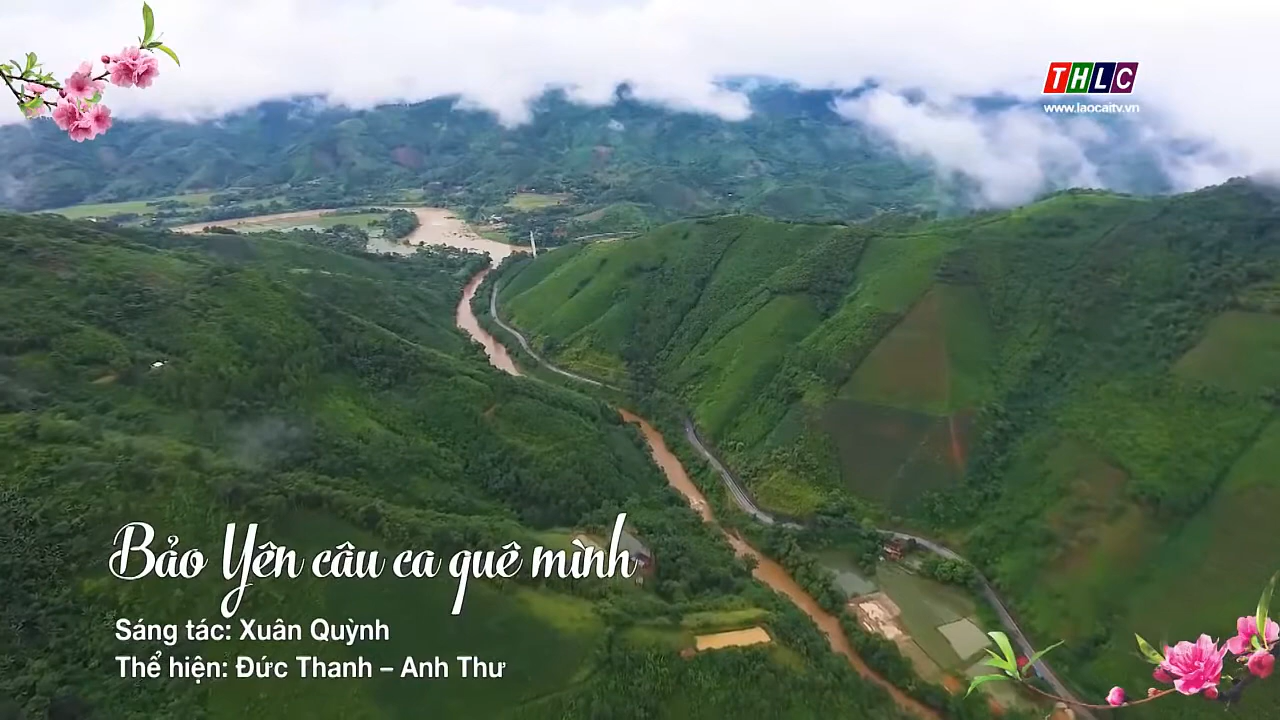 THLC
www.laocaitv.vn
Bảo Yên câu ca quê mình
Sáng tác: Xuân Quỳnh
Thể hiện: Đức Thanh – Anh Thư